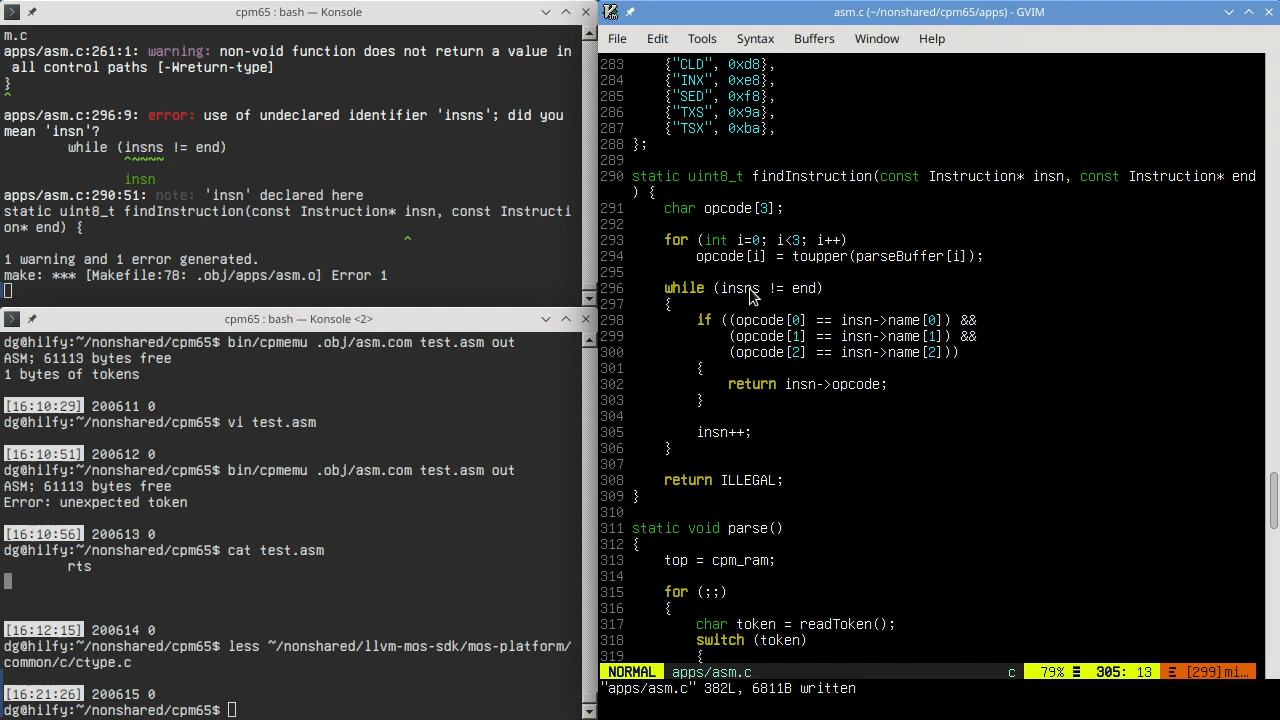 cpm65 : bash — Konsole
m.c
apps/asm.c:261:1: warning: non-void function does not return a value in
 all control paths [-Wreturn-type]
}
^
apps/asm.c:296:9: error: use of undeclared identifier 'insns'; did you
mean 'insn'?
        while (insns != end)
               ^~~~~
               insn
apps/asm.c:290:51: note: 'insn' declared here
static uint8_t findInstruction(const Instruction* insn, const Instructi
on* end) {
                                                  ^
1 warning and 1 error generated.
make: *** [Makefile:78: .obj/apps/asm.o] Error 1
cpm65 : bash — Konsole <2>
dg@hilfy:~/nonshared/cpm65$ bin/cpmemu .obj/asm.com test.asm out
ASM; 61113 bytes free
1 bytes of tokens
[16:10:29] 200611 0
dg@hilfy:~/nonshared/cpm65$ vi test.asm
[16:10:51] 200612 0
dg@hilfy:~/nonshared/cpm65$ bin/cpmemu .obj/asm.com test.asm out
ASM; 61113 bytes free
Error: unexpected token
[16:10:56] 200613 0
dg@hilfy:~/nonshared/cpm65$ cat test.asm
        rts
[16:12:15] 200614 0
dg@hilfy:~/nonshared/cpm65$ less ~/nonshared/llvm-mos-sdk/mos-platform/
common/c/ctype.c
[16:21:26] 200615 0
dg@hilfy:~/nonshared/cpm65$
asm.c (~/nonshared/cpm65/apps) - GVIM
File Edit Tools Syntax Buffers Window Help
283     {"CLD", 0xd8},
284     {"INX", 0xe8},
285     {"SED", 0xf8},
286     {"TXS", 0x9a},
287     {"TSX", 0xba},
288 };
289
290 static uint8_t findInstruction(const Instruction* insn, const Instruction* end
) {
291     char opcode[3];
292
293     for (int i=0; i<3; i++)
294         opcode[i] = toupper(parseBuffer[i]);
295
296     while (insns != end)
297     {
298         if ((opcode[0] == insn->name[0]) &&
299             (opcode[1] == insn->name[1]) &&
300             (opcode[2] == insn->name[2]))
301         {
302             return insn->opcode;
303         }
304
305         insn++;
306     }
307
308     return ILLEGAL;
309 }
310
311 static void parse()
312 {
313     top = cpm_ram;
314
315     for (;;)
316     {
317         char token = readToken();
318         switch (token)
319         {
NORMAL apps/asm.c c 79% ☰ 305: 13 Ξ [299]mi…
"apps/asm.c" 382L, 6811B written